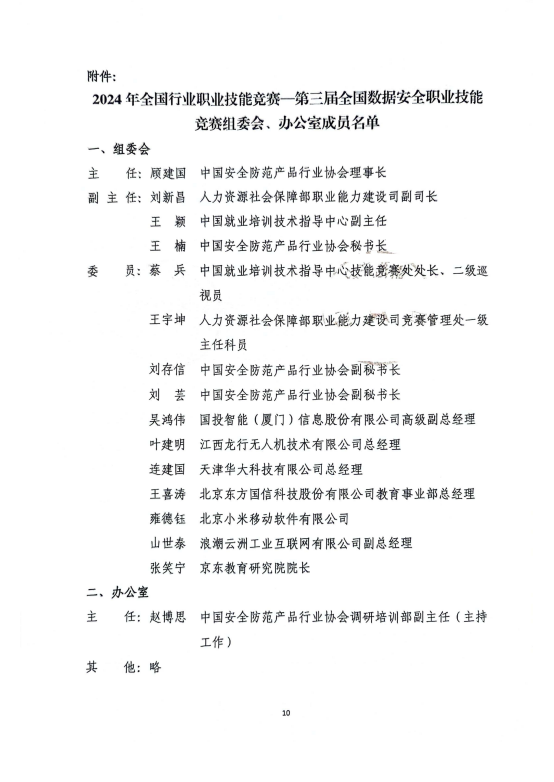 附件：
2024 年全国行业职业技能竞赛—第三届全国数据安全职业技能
竞赛组委会、办公室成员名单
一、组委会
主 任：顾建国 中国安全防范产品行业协会理事长
副 主 任：刘新昌 人力资源社会保障部职业能力建设司副司长
王 颖 中国就业培训技术指导中心副主任
王 楠 中国安全防范产品行业协会秘书长
委 员：蔡 兵 中国就业培训技术指导中心技能竞赛处处长、二级巡
视员
王宇坤 人力资源社会保障部职业能力建设司竞赛管理处一级
主任科员
刘存信 中国安全防范产品行业协会副秘书长
刘 芸 中国安全防范产品行业协会副秘书长
吴鸿伟 国投智能（厦门）信息股份有限公司高级副总经理
叶建明 江西龙行无人机技术有限公司总经理
连建国 天津华大科技有限公司总经理
王喜涛 北京东方国信科技股份有限公司教育事业部总经理
雍德钰 北京小米移动软件有限公司
山世泰 浪潮云洲工业互联网有限公司副总经理
张笑宁 京东教育研究院院长
二、办公室
主 任：赵博思 中国安全防范产品行业协会调研培训部副主任（主持
工作）
其 他：略
10